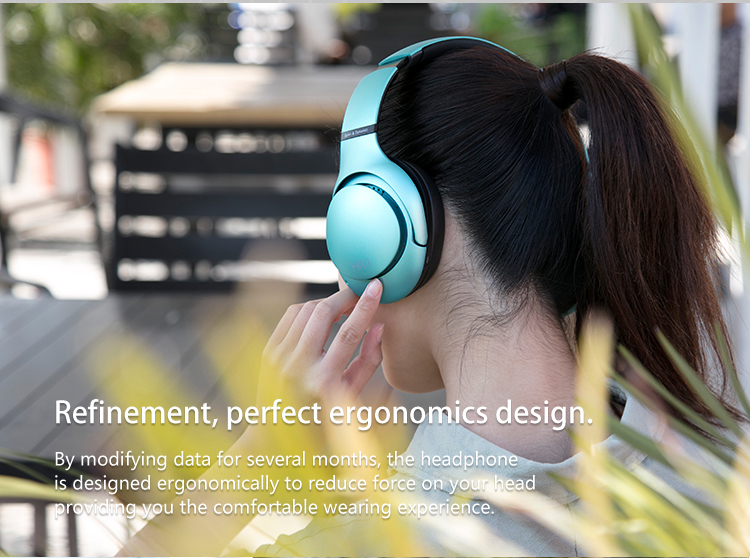 Refinement, perfect ergonomics design.
By modifying data for several months, the headphone
is designed ergonomically to reduce force on your head
providing you the comfortable wearing experience.